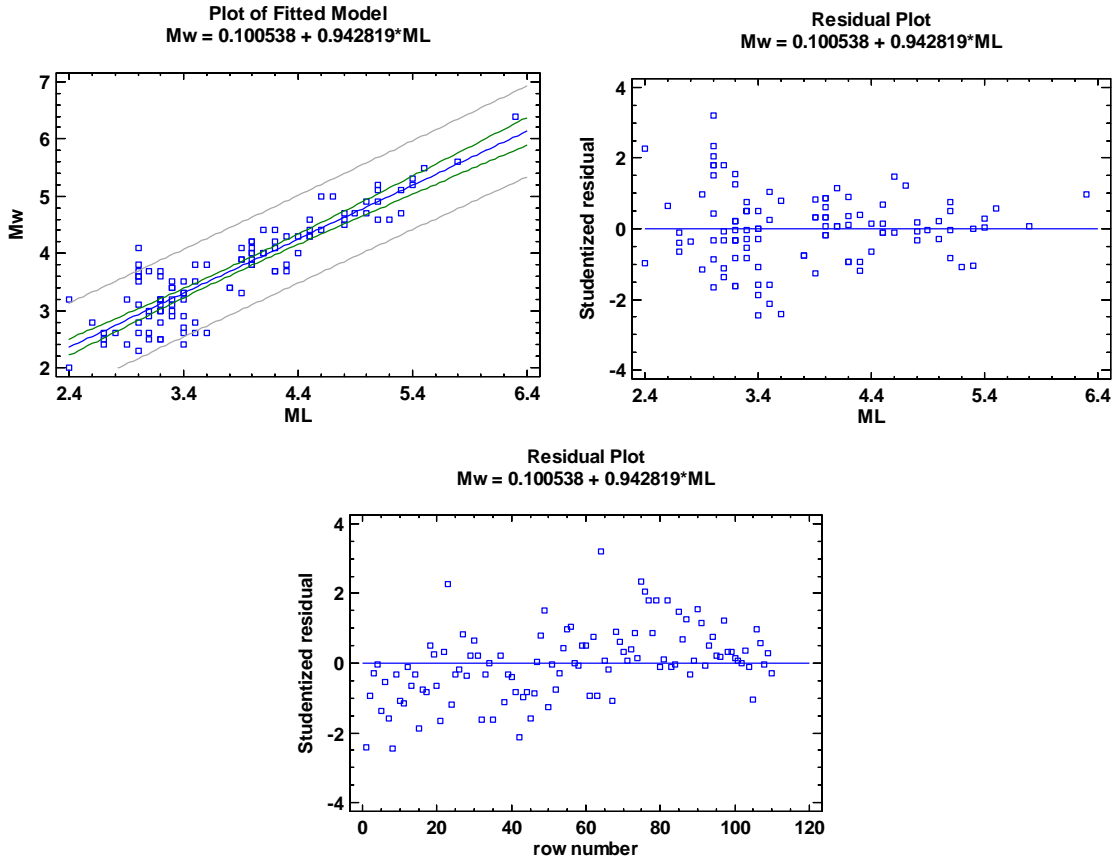 Plot of Fitted Model
Mw = 0.100538 + 0.942819*ML
7
6
5
4
3
2
Mw
2.4 3.4 4.4 5.4 6.4
ML
Residual Plot
Mw = 0.100538 + 0.942819*ML
4
2
0
-2
-4
Studentized residual
2.4 3.4 4.4 5.4 6.4
ML
Residual Plot
Mw = 0.100538 + 0.942819*ML
4
2
0
-2
-4
Studentized residual
0 20 40 60 80 100 120
row number